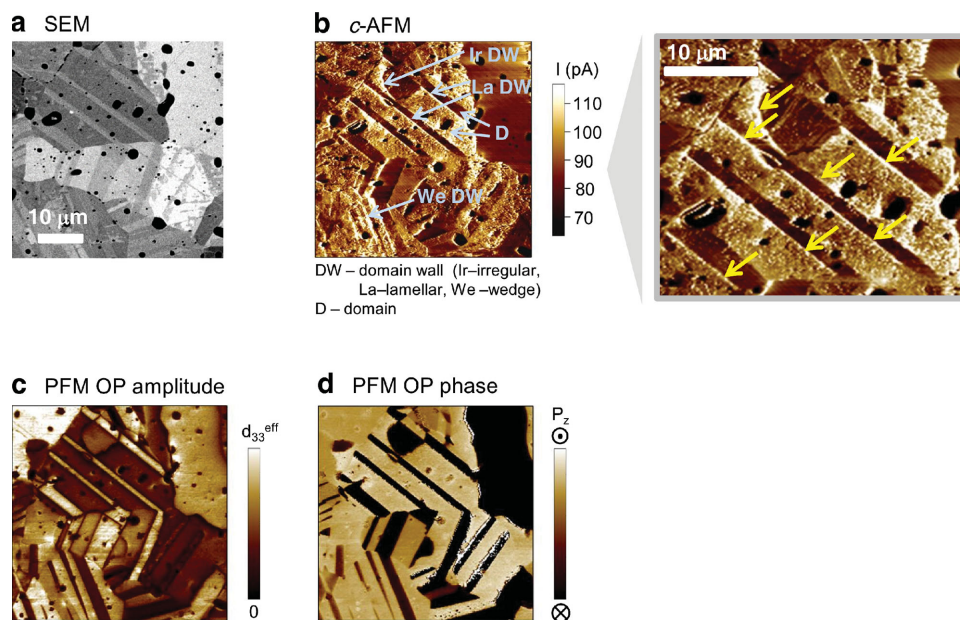 a SEM
10 μm
b c-AFM
Ir DW
La DW
D
We DW
I (pA)
110
100
90
80
70
DW – domain wall (Ir–irregular,
La–lamellar, We –wedge)
D – domain
10 μm
c PFM OP amplitude
d33eff
0
d PFM OP phase
Pz